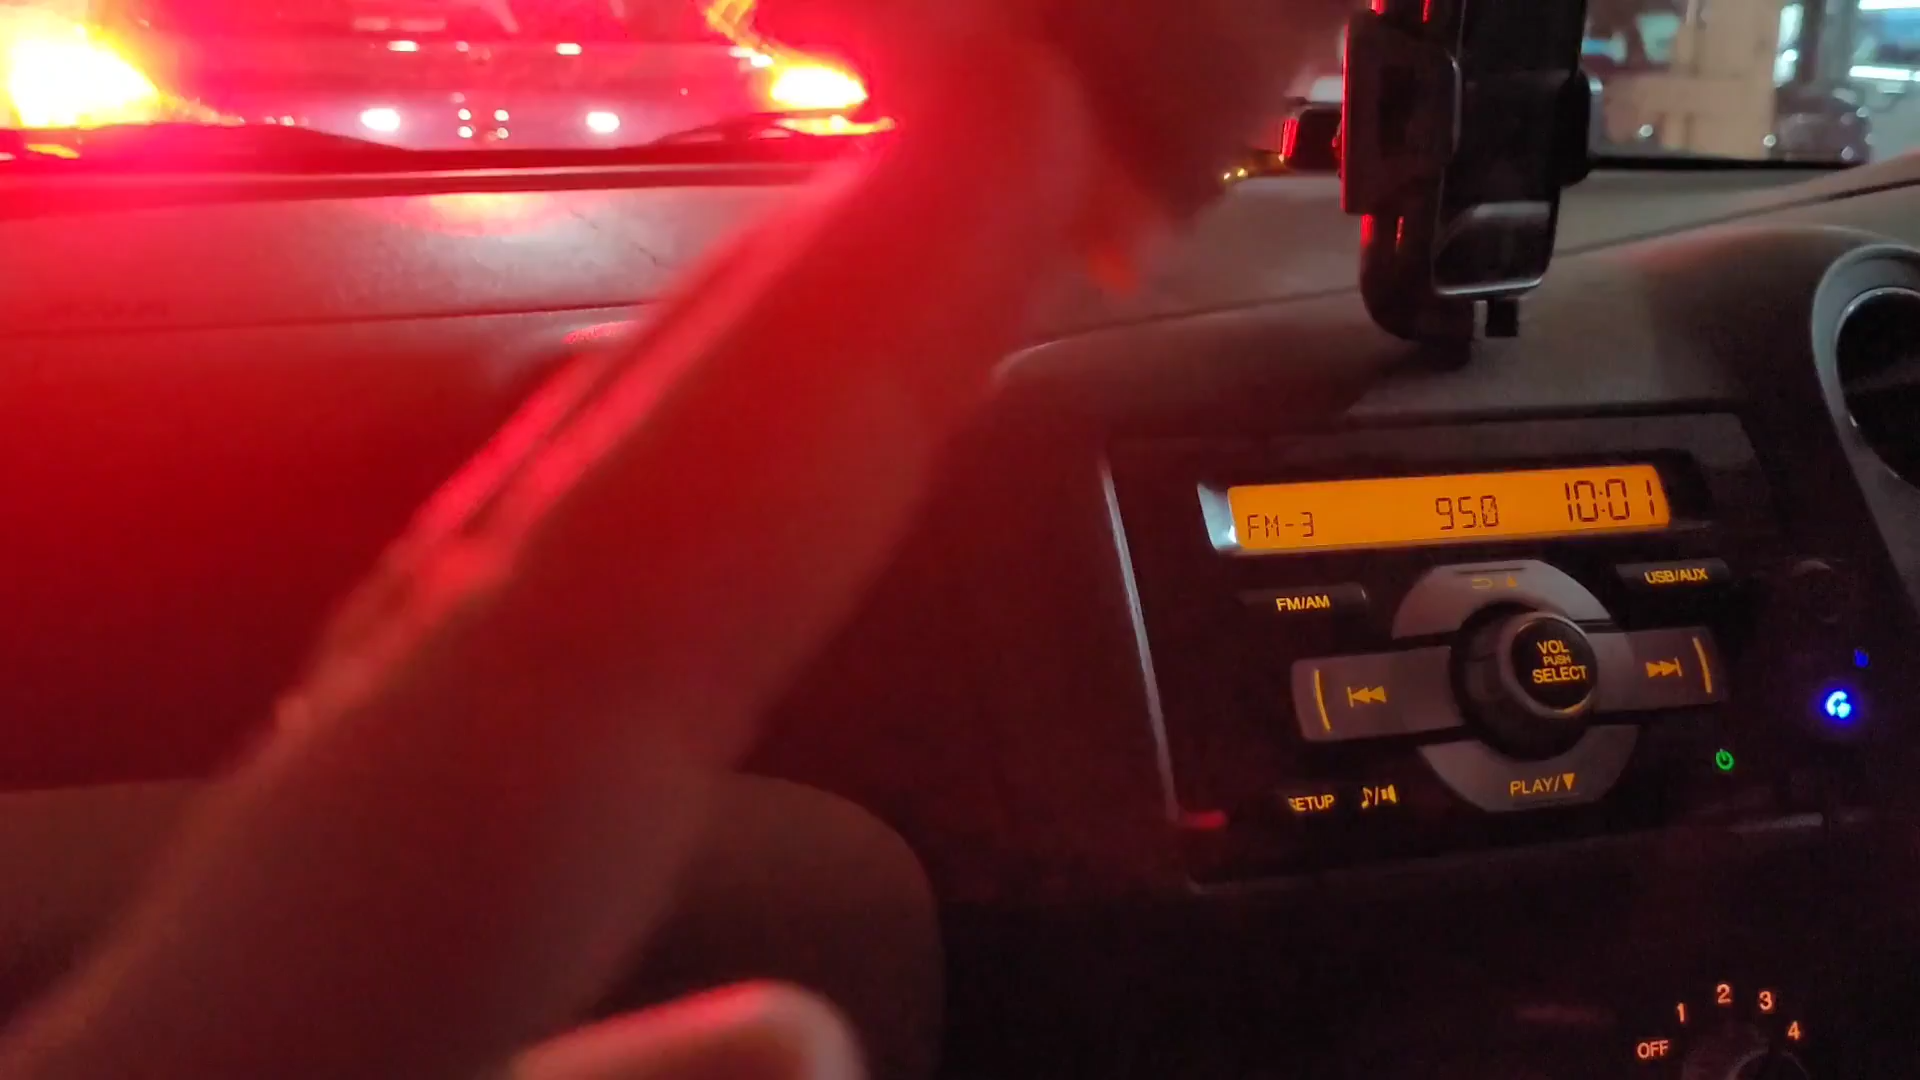 FM-3 95.0 10:01
FM/AM
USB/AUX
VOL
PUSH
SELECT
SETUP
PLAY/▼
OFF 1 2 3 4